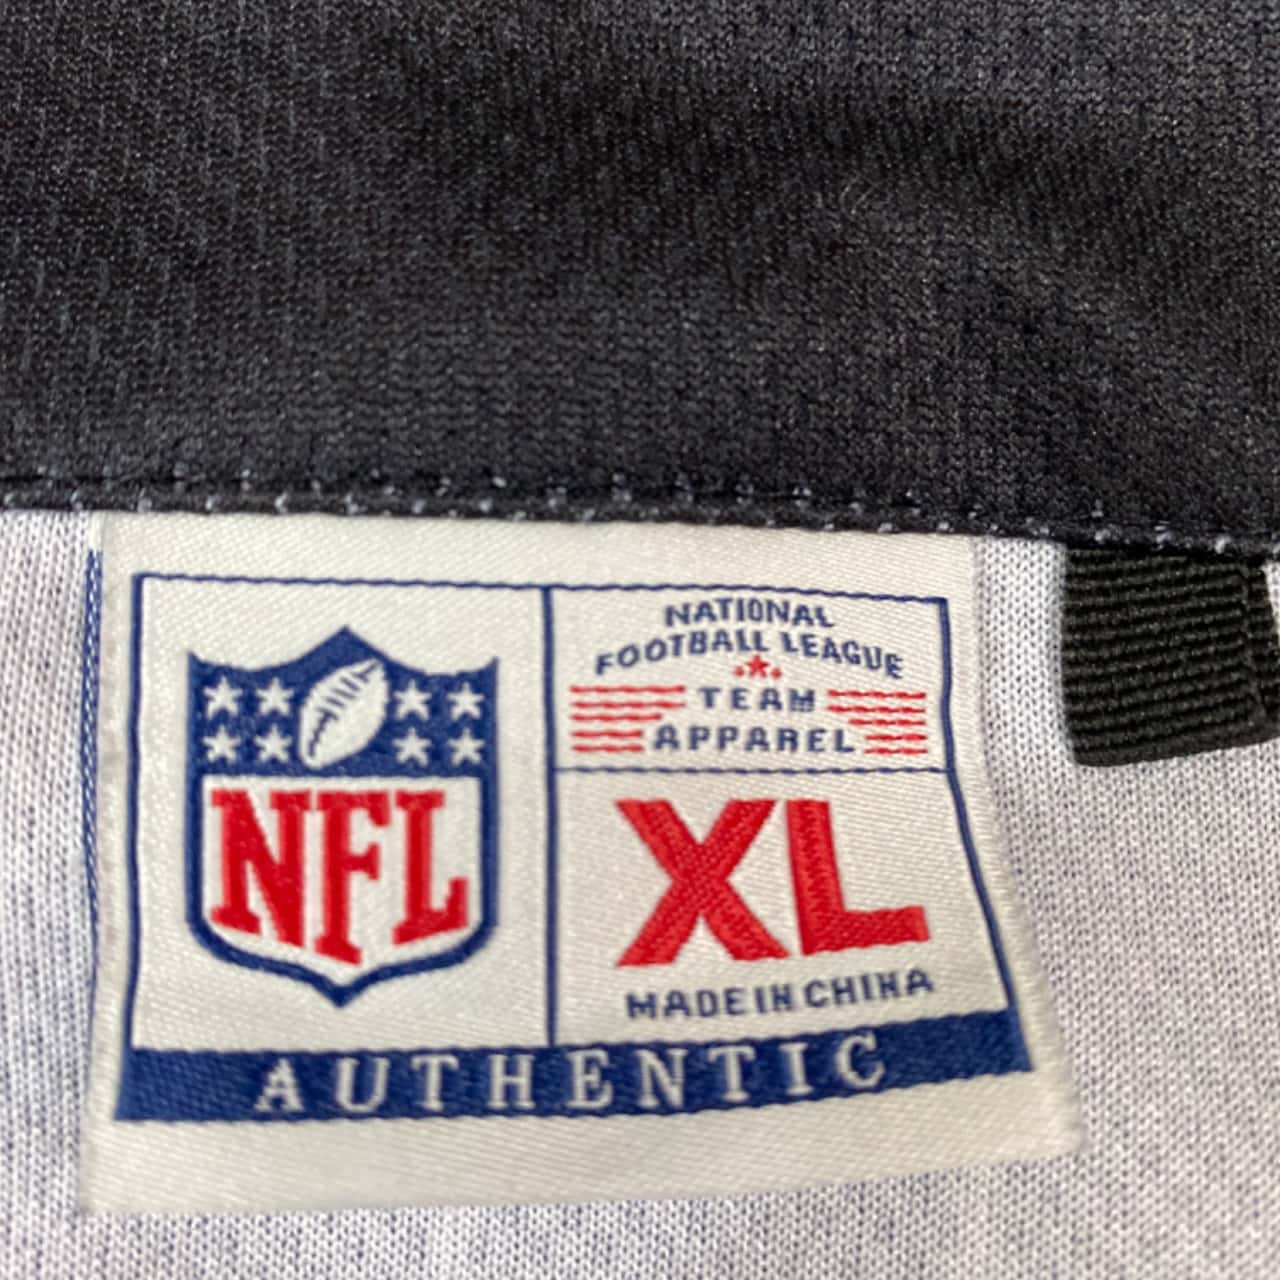 NFL
NATIONAL
FOOTBALL LEAGUE
TEAM
APPAREL
XL
MADE IN CHINA
AUTHENTIC